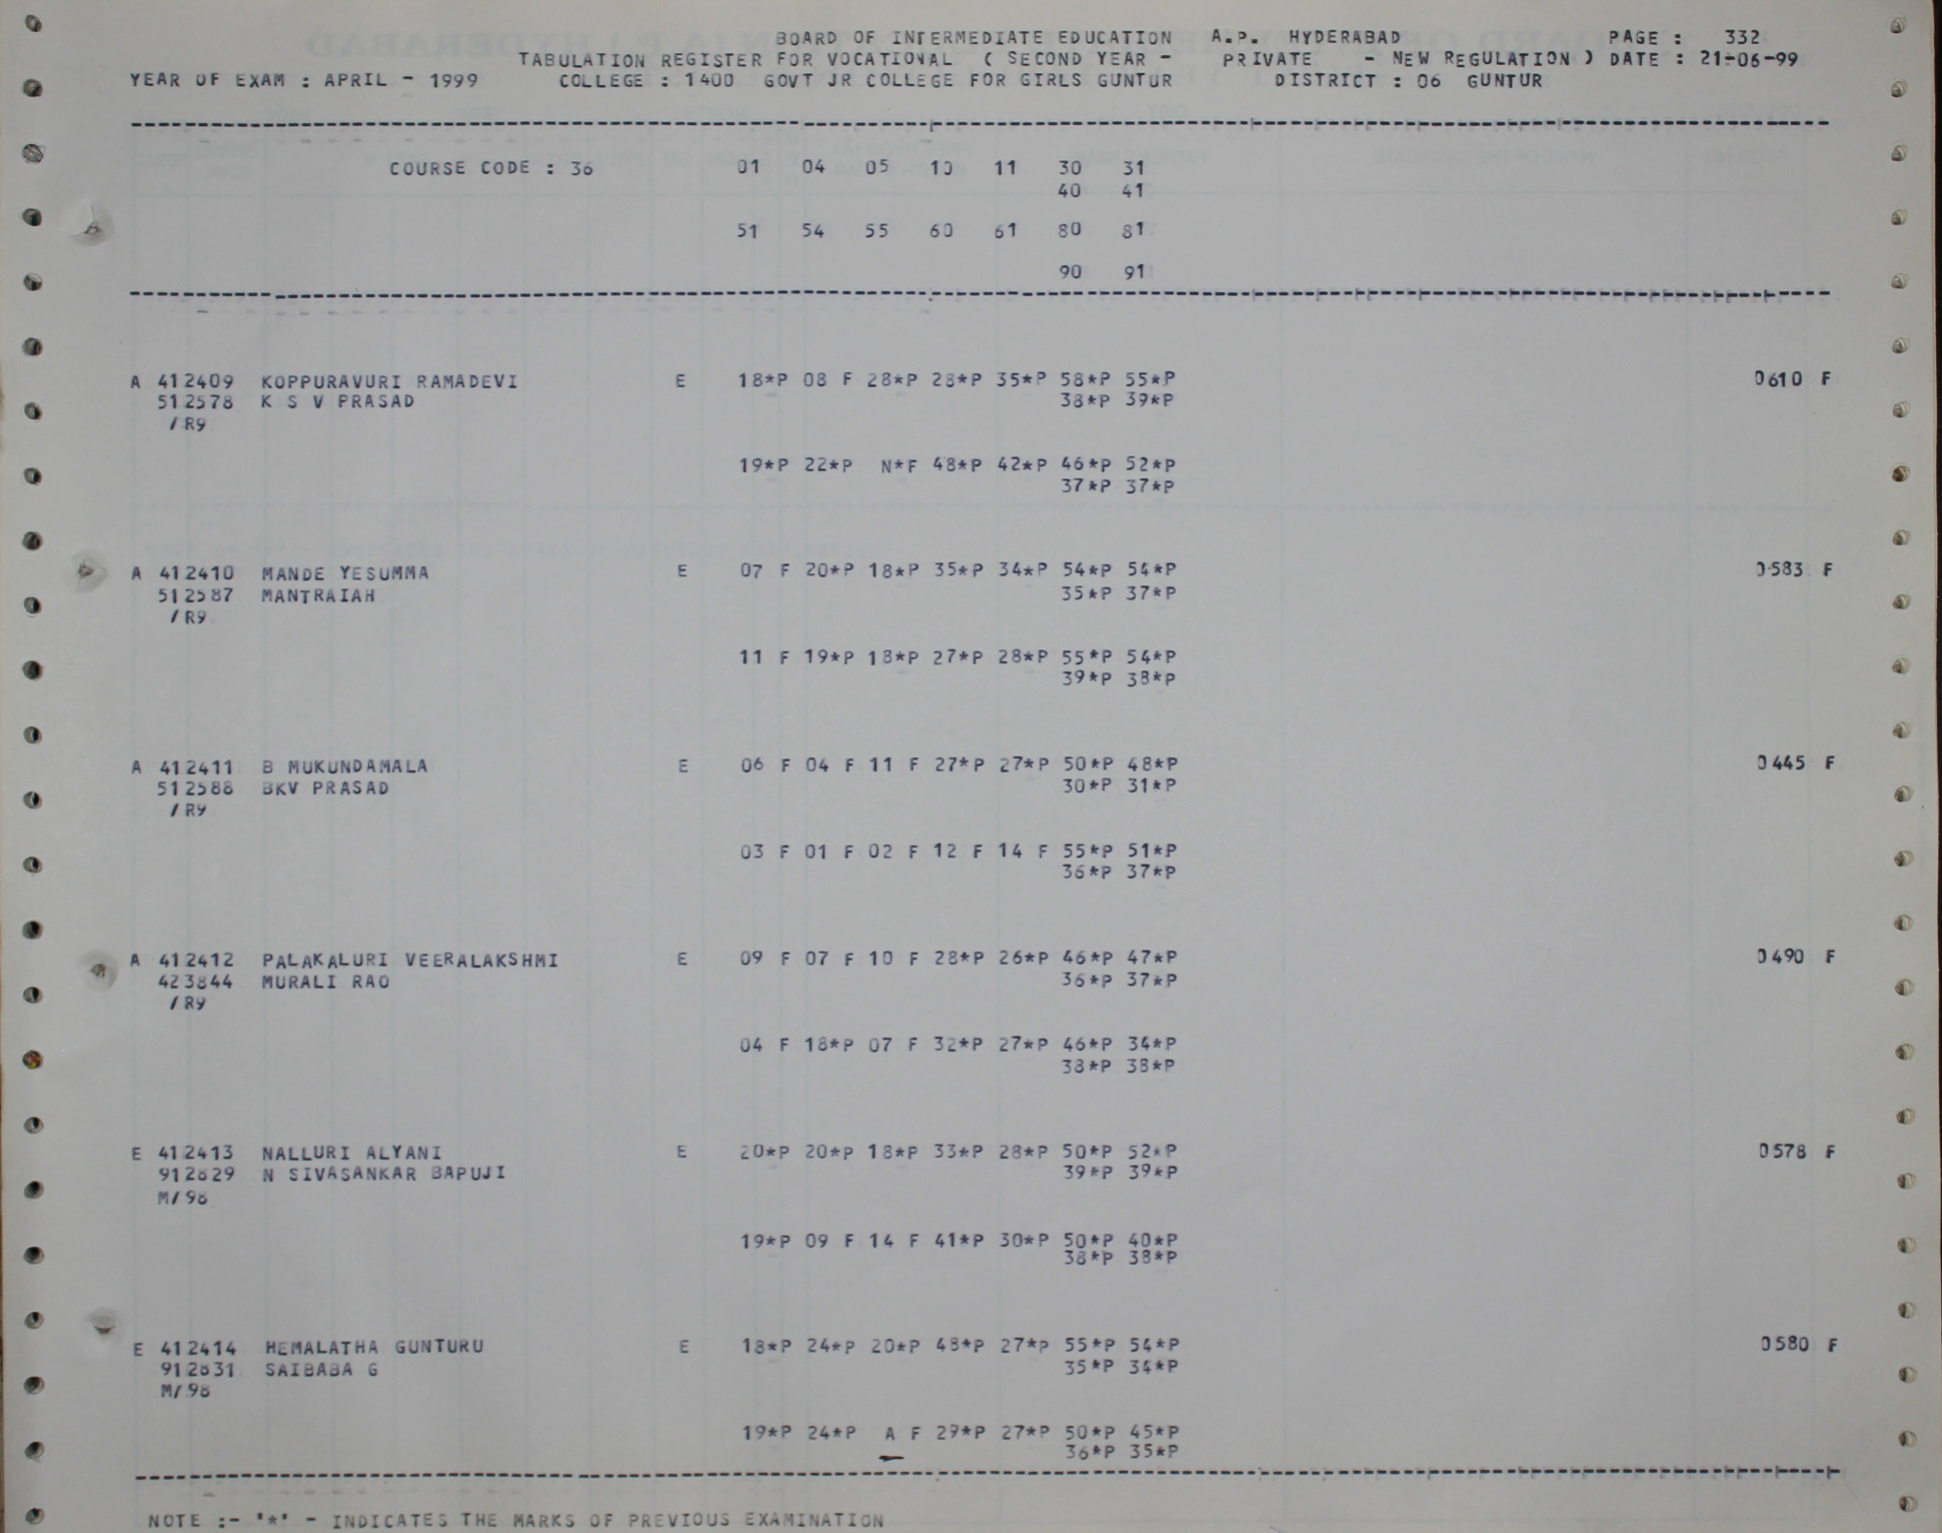 BOARD OF INTERMEDIATE EDUCATION A.P. HYDERABAD PAGE : 332
TABULATION REGISTER FOR VOCATIONAL ( SECOND YEAR - PRIVATE - NEW REGULATION ) DATE : 21-06-99
YEAR OF EXAM : APRIL - 1999 COLLEGE : 1400 GOVT JR COLLEGE FOR GIRLS GUNTUR DISTRICT : 06 GUNTUR
COURSE CODE : 36 01 04 05 10 11 30 31
40 41
51 54 55 60 61 80 81
90 91
A 412409 KOPPURAVURI RAMADEVI E 18*P 08 F 28*P 28*P 35*P 58*P 55*P 0610 F
512578 K S V PRASAD 38*P 39*P
/R9
19*P 22*P N*F 48*P 42*P 46*P 52*P
37*P 37*P
A 412410 MANDE YESUMMA E 07 F 20*P 18*P 35*P 34*P 54*P 54*P 0583 F
512587 MANTRAIAH 35*P 37*P
/R9
11 F 19*P 18*P 27*P 28*P 55*P 54*P
39*P 38*P
A 412411 B MUKUNDAMALA E 06 F 04 F 11 F 27*P 27*P 50*P 48*P 0445 F
512588 BKV PRASAD 30*P 31*P
/R9
03 F 01 F 02 F 12 F 14 F 55*P 51*P
36*P 37*P
A 412412 PALAKALURI VEERALAKSHMI E 09 F 07 F 10 F 28*P 26*P 46*P 47*P 0490 F
423844 MURALI RAO 36*P 37*P
/R9
04 F 18*P 07 F 32*P 27*P 46*P 34*P
38*P 38*P
E 412413 NALLURI ALYANI E 20*P 20*P 18*P 33*P 28*P 50*P 52*P 0578 F
912829 N SIVASANKAR BAPUJI 39*P 39*P
M/98
19*P 09 F 14 F 41*P 30*P 50*P 40*P
38*P 38*P
E 412414 HEMALATHA GUNTURU E 18*P 24*P 20*P 48*P 27*P 55*P 54*P 0580 F
912831 SAIBABA G 35*P 34*P
M/98
19*P 24*P A F 29*P 27*P 50*P 45*P
36*P 35*P
NOTE :- '*' - INDICATES THE MARKS OF PREVIOUS EXAMINATION